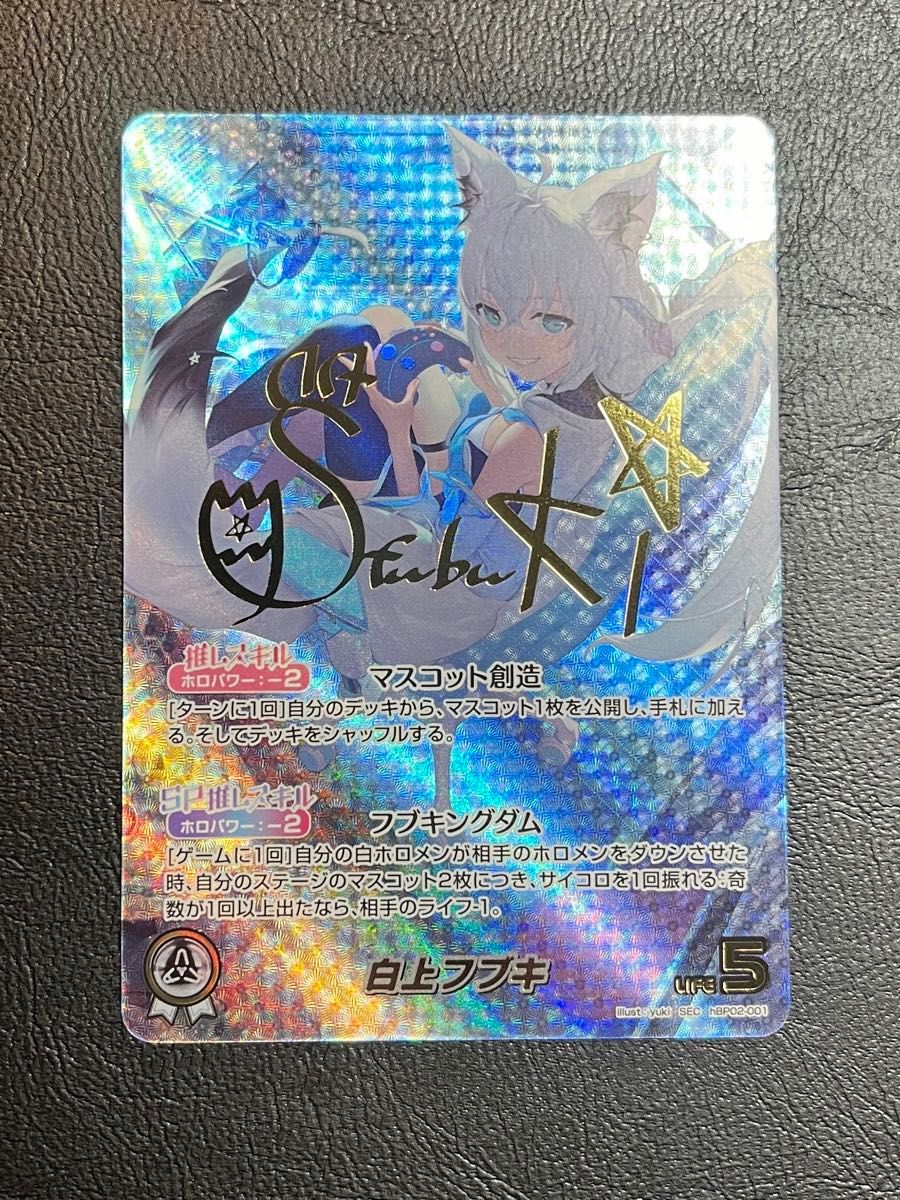 Sfubuki
推しスキル
ホロパワー：－2
マスコット創造
[ターンに1回]自分のデッキから、マスコット1枚を公開し、手札に加え
る。そしてデッキをシャッフルする。
SP推しスキル
ホロパワー：－2
フブキングダム
[ゲームに1回]自分の白ホロメンが相手のホロメンをダウンさせた
時、自分のステージのマスコット2枚につき、サイコロを1回振れる：奇
数が1回以上出たなら、相手のライフ-1。
白上フブキ
LIFE 5
illust：yuki SEC hBP02-001